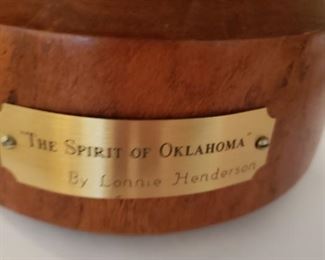 "The Spirit of Oklahoma"
By Lonnie Henderson